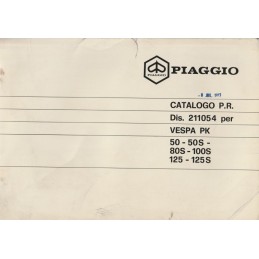 PIAGGIO
CATALOGO P.R.
Dis. 211054 per
VESPA PK
50 - 50S -
80S - 100S
125 - 125S